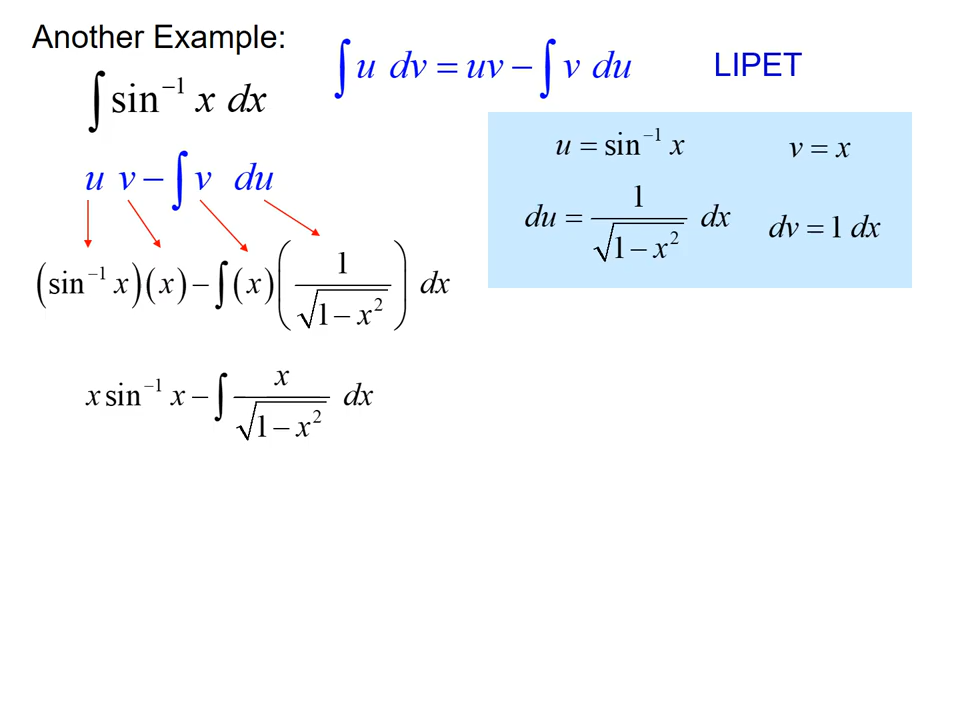 Another Example:
∫ u dv = uv − ∫ v du
LIPET
∫ sin⁻¹ x dx
u = sin⁻¹ x
v = x
du = 1/√(1 − x²) dx
dv = 1 dx
u v − ∫ v du
(sin⁻¹ x)(x) − ∫(x)(1/√(1 − x²)) dx
x sin⁻¹ x − ∫ x/√(1 − x²) dx